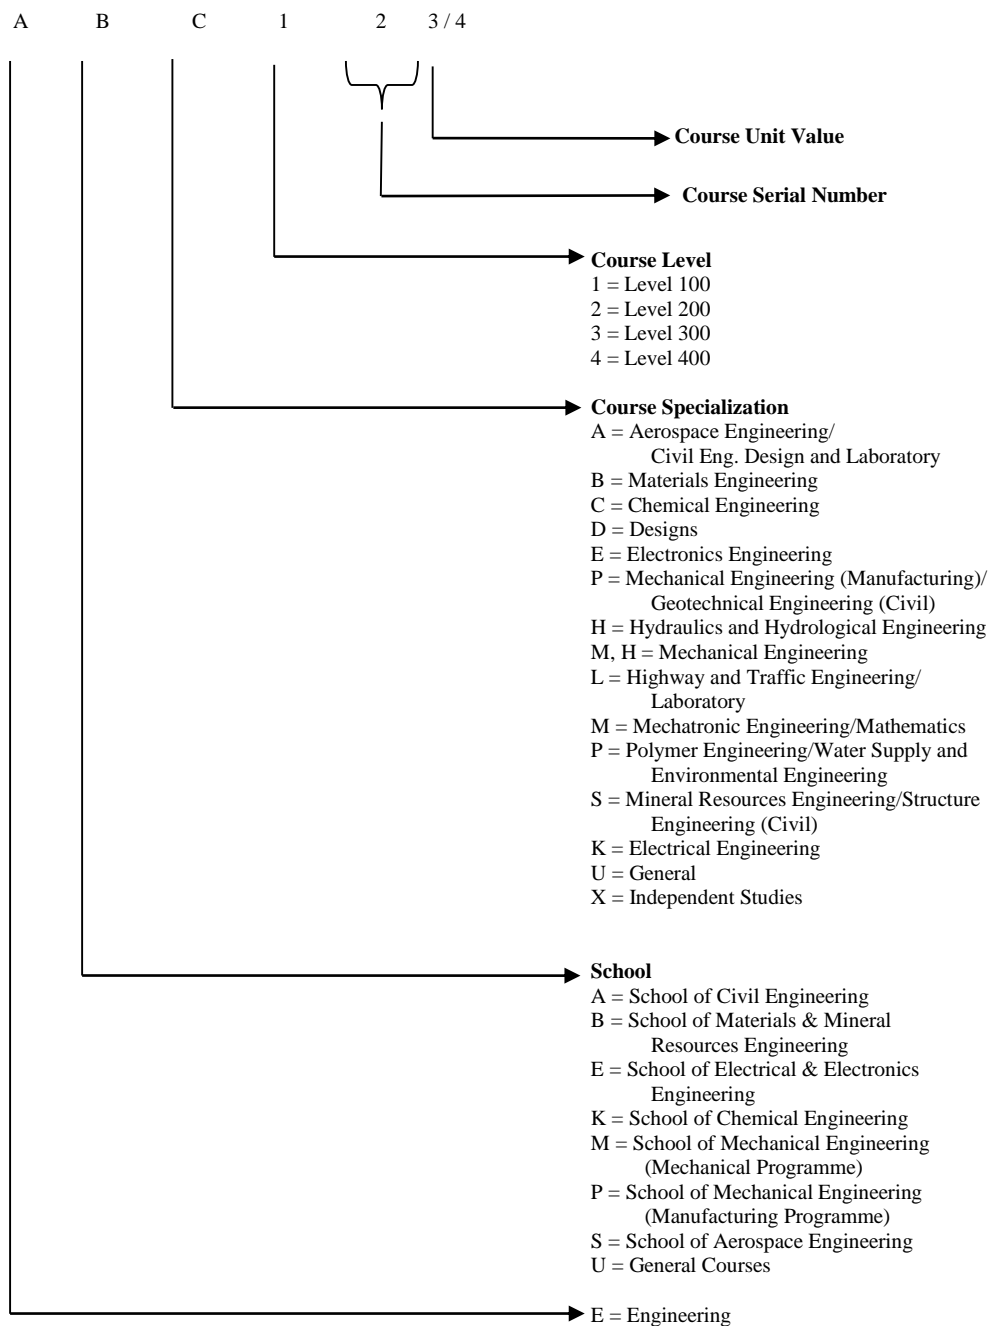 A B C 1 2 3 / 4
Course Unit Value
Course Serial Number
Course Level
1 = Level 100
2 = Level 200
3 = Level 300
4 = Level 400
Course Specialization
A = Aerospace Engineering/
Civil Eng. Design and Laboratory
B = Materials Engineering
C = Chemical Engineering
D = Designs
E = Electronics Engineering
P = Mechanical Engineering (Manufacturing)/
Geotechnical Engineering (Civil)
H = Hydraulics and Hydrological Engineering
M, H = Mechanical Engineering
L = Highway and Traffic Engineering/
Laboratory
M = Mechatronic Engineering/Mathematics
P = Polymer Engineering/Water Supply and
Environmental Engineering
S = Mineral Resources Engineering/Structure
Engineering (Civil)
K = Electrical Engineering
U = General
X = Independent Studies
School
A = School of Civil Engineering
B = School of Materials & Mineral
Resources Engineering
E = School of Electrical & Electronics
Engineering
K = School of Chemical Engineering
M = School of Mechanical Engineering
(Mechanical Programme)
P = School of Mechanical Engineering
(Manufacturing Programme)
S = School of Aerospace Engineering
U = General Courses
E = Engineering